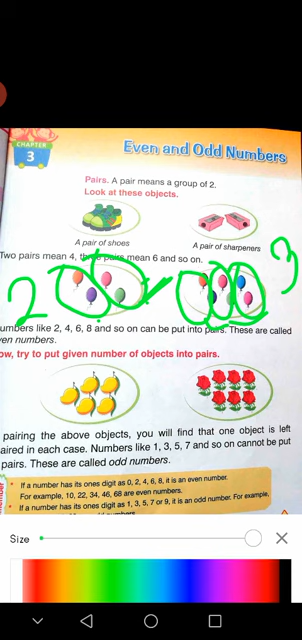 CHAPTER
3
Even and Odd Numbers
Pairs. A pair means a group of 2.
Look at these objects.
A pair of shoes
A pair of sharpeners
Two pairs mean 4, three pairs mean 6 and so on.
2
3
umbers like 2, 4, 6, 8 and so on can be put into pairs. These are called
en numbers.
ow, try to put given number of objects into pairs.
pairing the above objects, you will find that one object is left
aired in each case. Numbers like 1, 3, 5, 7 and so on cannot be put
pairs. These are called odd numbers.
• If a number has its ones digit as 0, 2, 4, 6, 8, it is an even number.
For example, 10, 22, 34, 46, 68 are even numbers.
• If a number has its ones digit as 1, 3, 5, 7 or 9, it is an odd number. For example,
numbers
Size